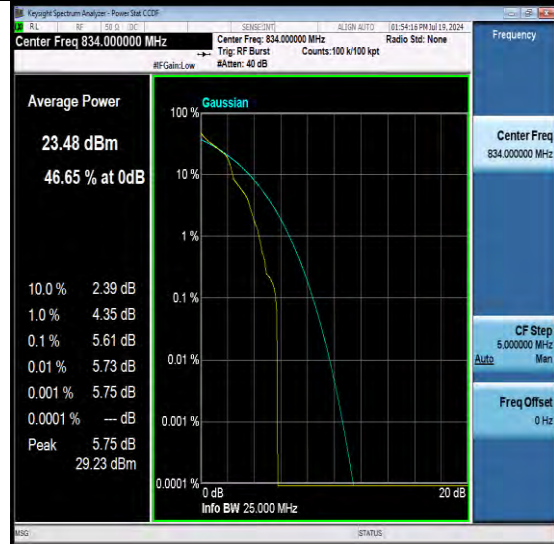 Keysight Spectrum Analyzer - Power Stat CCDF
RL RF 50 Ω DC SENSE:INT ALIGN AUTO 01:54:16 PM Jul 19, 2024
Center Freq 834.000000 MHz
Center Freq: 834.000000 MHz Radio Std: None
Trig: RF Burst Counts:100 k/100 kpt
#IFGain:Low #Atten: 40 dB
Frequency
Average Power
23.48 dBm
46.65 % at 0dB
10.0 % 2.39 dB
1.0 % 4.35 dB
0.1 % 5.61 dB
0.01 % 5.73 dB
0.001 % 5.75 dB
0.0001 % --- dB
Peak 5.75 dB
29.23 dBm
Gaussian
100 %
10 %
1 %
0.1 %
0.01 %
0.001 %
0.0001 %
0 dB 20 dB
Info BW 25.000 MHz
Center Freq
834.000000 MHz
CF Step
5.000000 MHz
Auto Man
Freq Offset
0 Hz
MSG STATUS